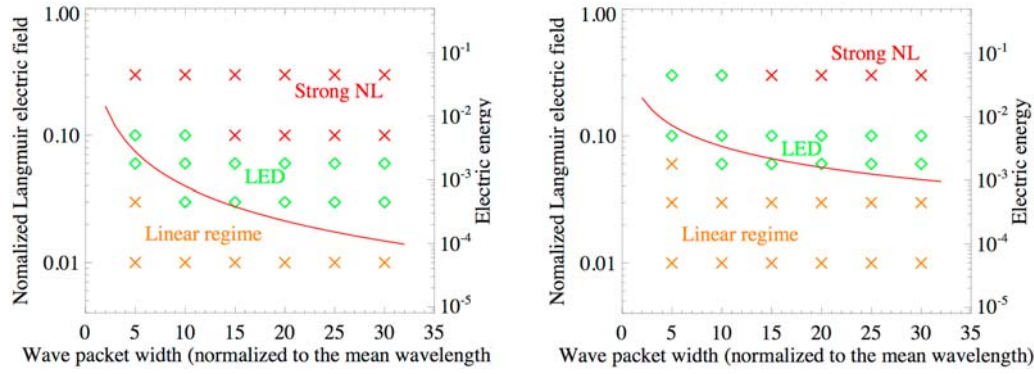 1.00
0.10
0.01
Normalized Langmuir electric field
Strong NL
LED
Linear regime
10⁻¹
10⁻²
10⁻³
10⁻⁴
10⁻⁵
Electric energy
0 5 10 15 20 25 30 35
Wave packet width (normalized to the mean wavelength
1.00
0.10
0.01
Normalized Langmuir electric field
Strong NL
LED
Linear regime
10⁻¹
10⁻²
10⁻³
10⁻⁴
10⁻⁵
Electric energy
0 5 10 15 20 25 30 35
Wave packet width (normalized to the mean wavelength